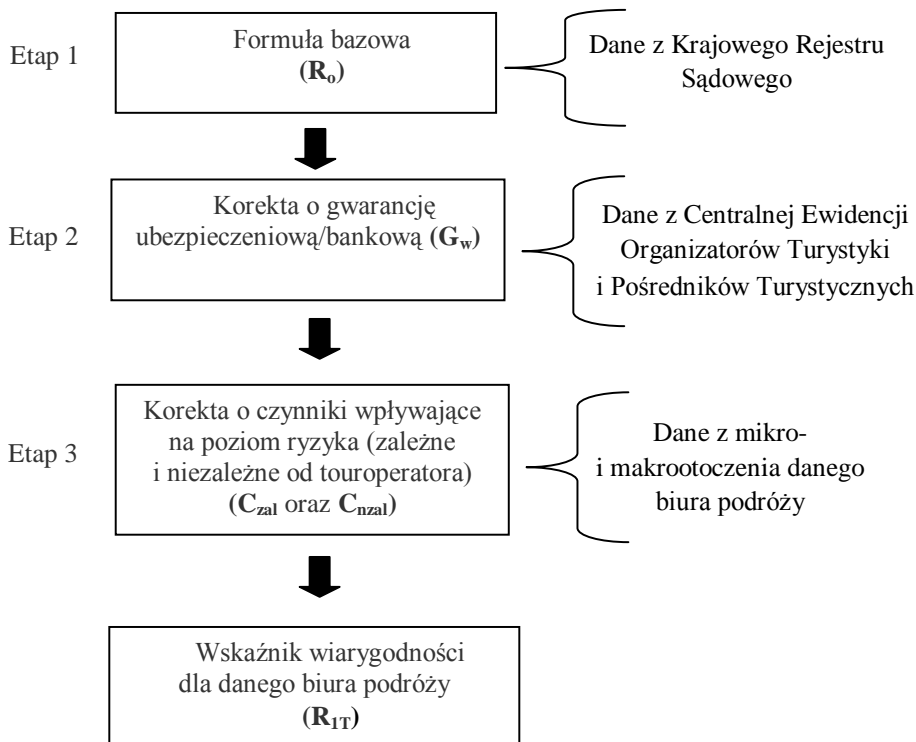 Etap 1
Formuła bazowa
(Ro)
Dane z Krajowego Rejestru
Sądowego
Etap 2
Korekta o gwarancję
ubezpieczeniową/bankową (Gw)
Dane z Centralnej Ewidencji
Organizatorów Turystyki
i Pośredników Turystycznych
Etap 3
Korekta o czynniki wpływające
na poziom ryzyka (zależne
i niezależne od touroperatora)
(Czal oraz Cnzal)
Dane z mikro-
i makrootoczenia danego
biura podróży
Wskaźnik wiarygodności
dla danego biura podróży
(R1T)